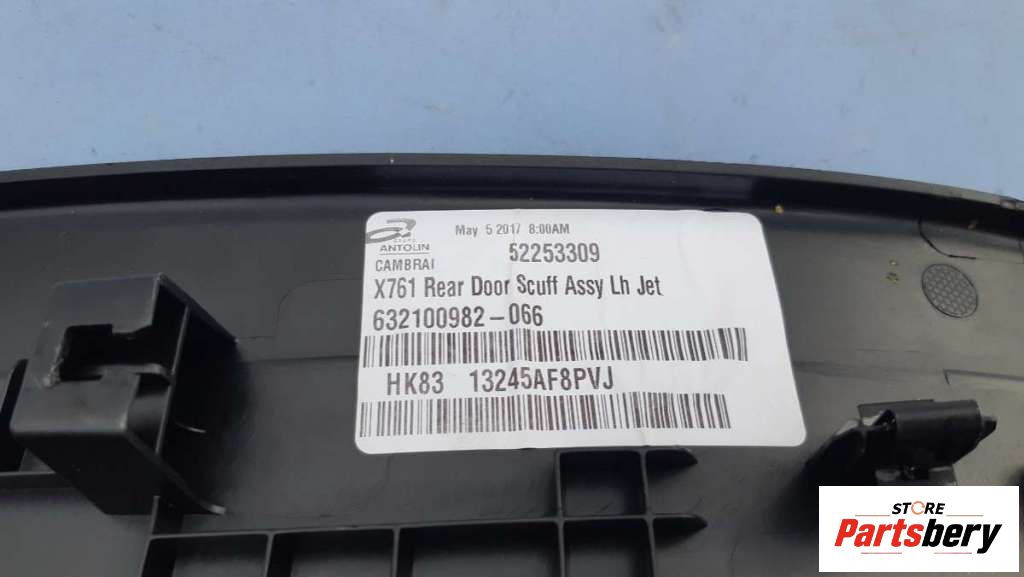 GRUPO
ANTOLIN
CAMBRAI
May 5 2017 8:00AM
52253309
X761 Rear Door Scuff Assy Lh Jet
632100982-066
HK83 13245AF8PVJ
STORE
Partsbery